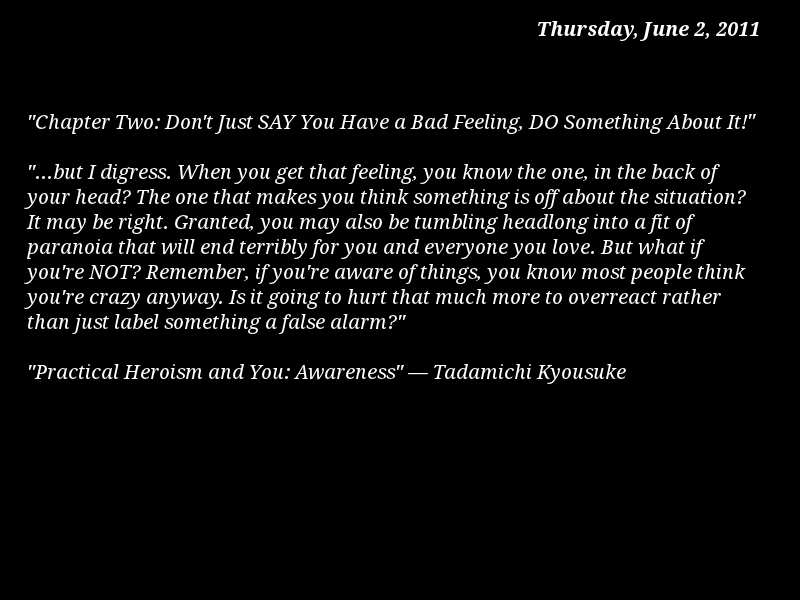 Thursday, June 2, 2011
"Chapter Two: Don't Just SAY You Have a Bad Feeling, DO Something About It!"
"...but I digress. When you get that feeling, you know the one, in the back of
your head? The one that makes you think something is off about the situation?
It may be right. Granted, you may also be tumbling headlong into a fit of
paranoia that will end terribly for you and everyone you love. But what if
you're NOT? Remember, if you're aware of things, you know most people think
you're crazy anyway. Is it going to hurt that much more to overreact rather
than just label something a false alarm?"
"Practical Heroism and You: Awareness" — Tadamichi Kyousuke